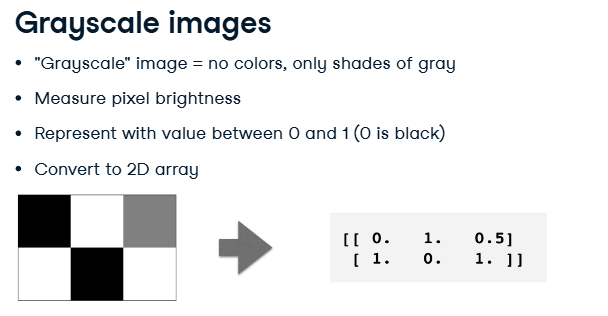 Grayscale images
• "Grayscale" image = no colors, only shades of gray
• Measure pixel brightness
• Represent with value between 0 and 1 (0 is black)
• Convert to 2D array
[[ 0. 1. 0.5]
[ 1. 0. 1. ]]